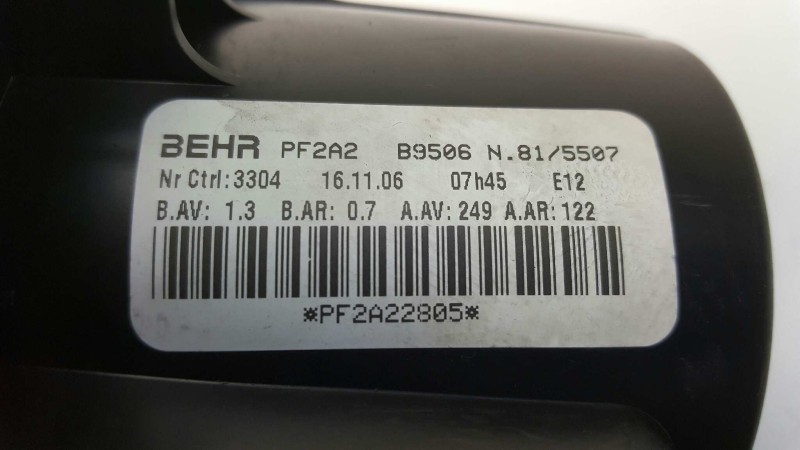 BEHR PF2A2 B9506 N.81/5507
Nr Ctrl:3304 16.11.06 07h45 E12
B.AV: 1.3 B.AR: 0.7 A.AV: 249 A.AR: 122
*PF2A22805*